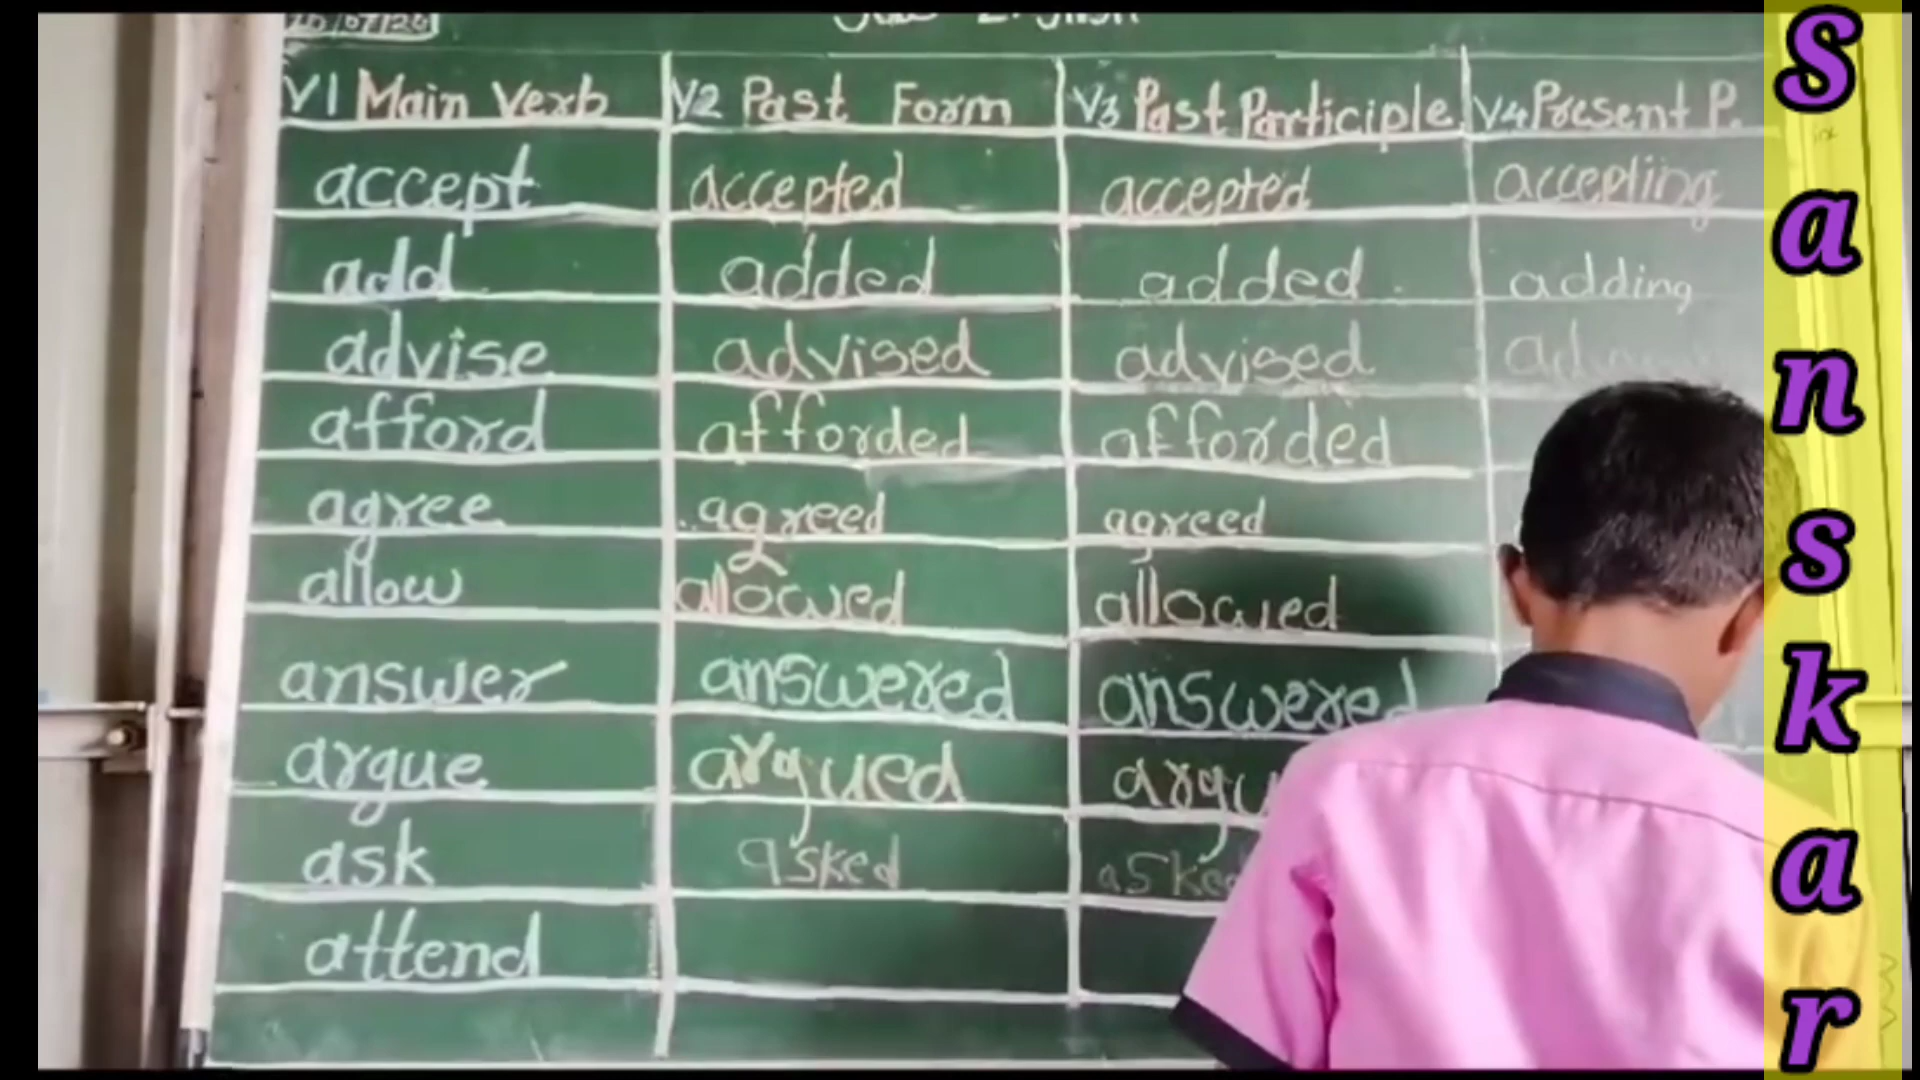 V1 Main Verb V2 Past Form V3 Past Participle V4 Present P.
accept accepted accepted accepting
add added added adding
advise advised advised
afford afforded afforded
agree agreed agreed
allow allowed allowed
answer answered answered
argue argued
ask asked
attend
Sanskar